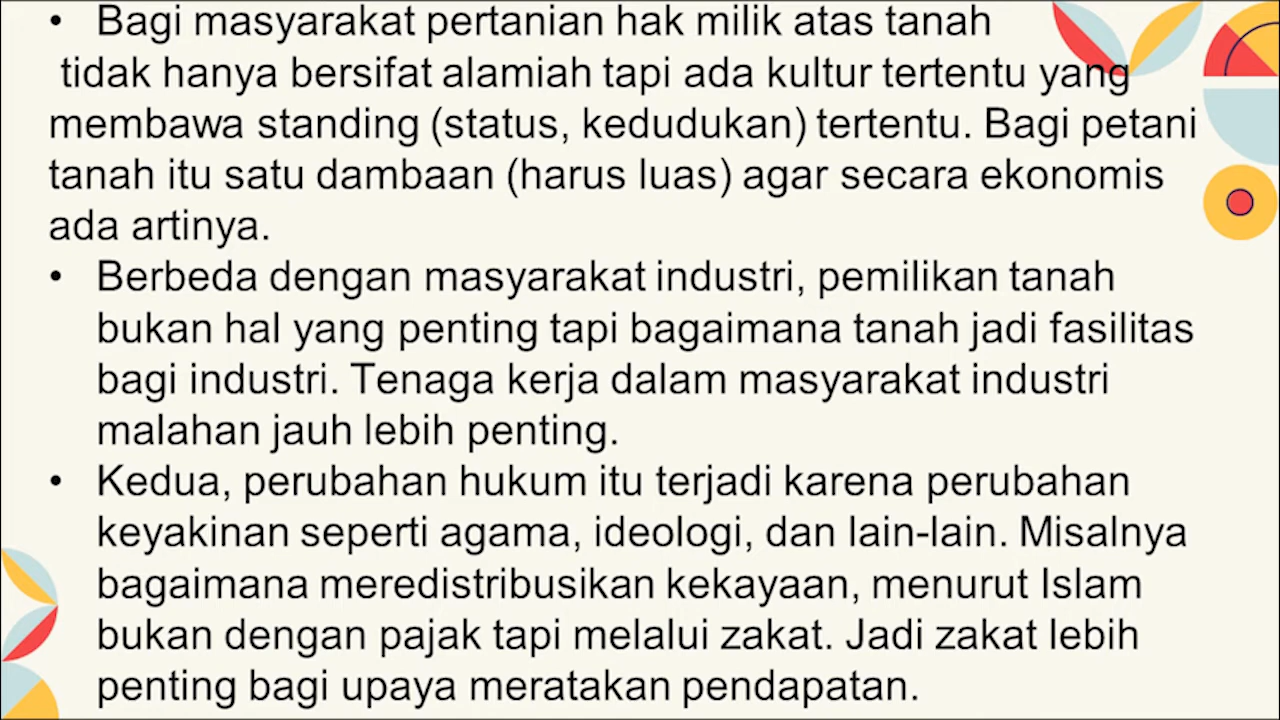 • Bagi masyarakat pertanian hak milik atas tanah
tidak hanya bersifat alamiah tapi ada kultur tertentu yang
membawa standing (status, kedudukan) tertentu. Bagi petani
tanah itu satu dambaan (harus luas) agar secara ekonomis
ada artinya.
• Berbeda dengan masyarakat industri, pemilikan tanah
bukan hal yang penting tapi bagaimana tanah jadi fasilitas
bagi industri. Tenaga kerja dalam masyarakat industri
malahan jauh lebih penting.
• Kedua, perubahan hukum itu terjadi karena perubahan
keyakinan seperti agama, ideologi, dan lain-lain. Misalnya
bagaimana meredistribusikan kekayaan, menurut Islam
bukan dengan pajak tapi melalui zakat. Jadi zakat lebih
penting bagi upaya meratakan pendapatan.